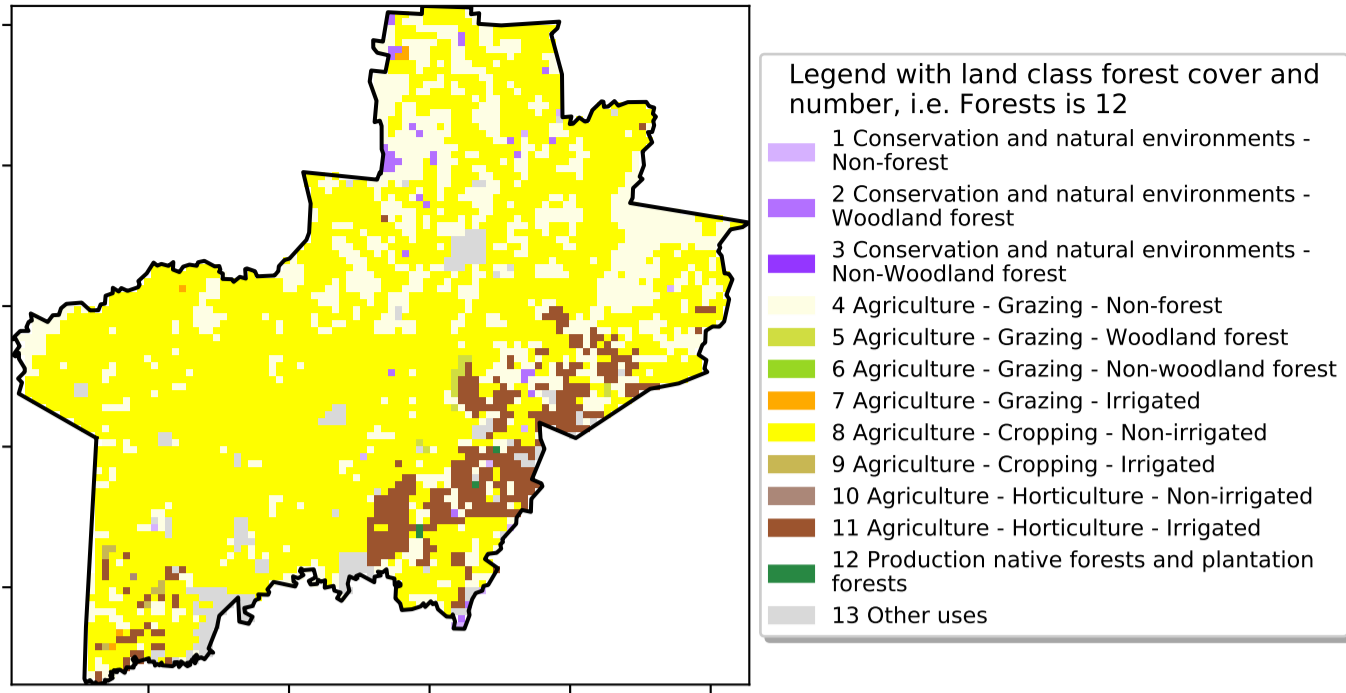 Legend with land class forest cover and
number, i.e. Forests is 12
1 Conservation and natural environments -
Non-forest
2 Conservation and natural environments -
Woodland forest
3 Conservation and natural environments -
Non-Woodland forest
4 Agriculture - Grazing - Non-forest
5 Agriculture - Grazing - Woodland forest
6 Agriculture - Grazing - Non-woodland forest
7 Agriculture - Grazing - Irrigated
8 Agriculture - Cropping - Non-irrigated
9 Agriculture - Cropping - Irrigated
10 Agriculture - Horticulture - Non-irrigated
11 Agriculture - Horticulture - Irrigated
12 Production native forests and plantation
forests
13 Other uses